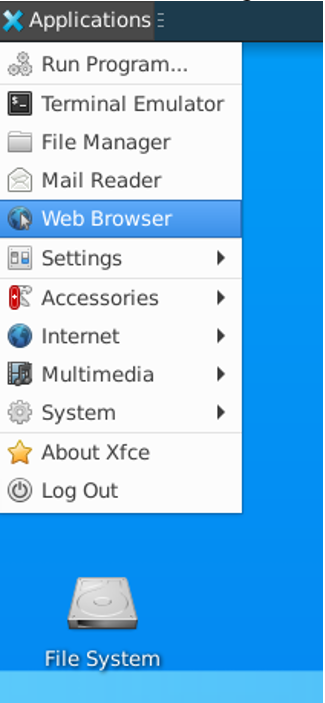 Applications
Run Program...
Terminal Emulator
File Manager
Mail Reader
Web Browser
Settings
Accessories
Internet
Multimedia
System
About Xfce
Log Out
File System